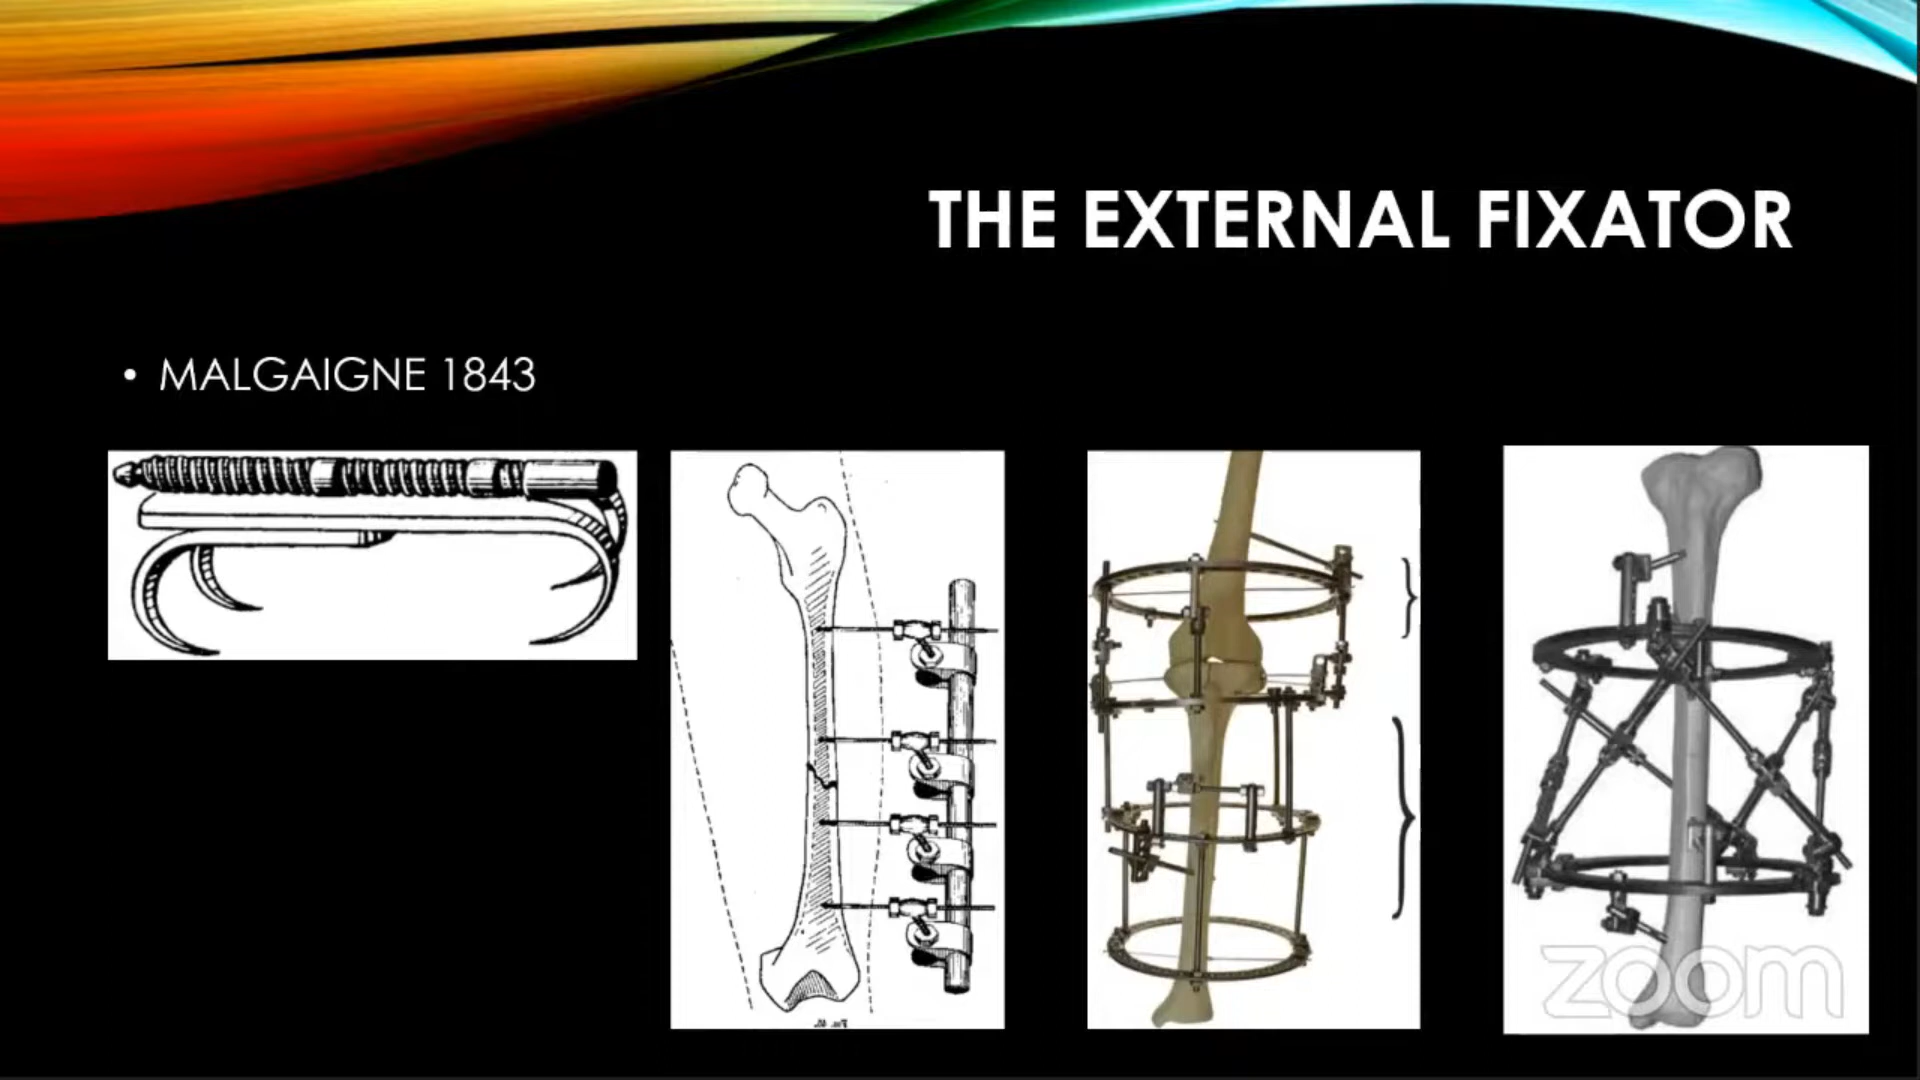 THE EXTERNAL FIXATOR
• MALGAIGNE 1843
zoom